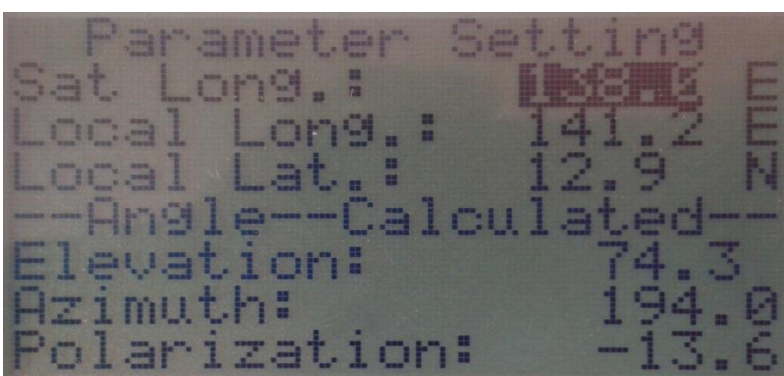 Parameter Setting
Sat Long.: E
Local Long.: 141.2 E
Local Lat.: 12.9 N
--Angle--Calculated--
Elevation: 74.3
Azimuth: 194.0
Polarization: -13.6